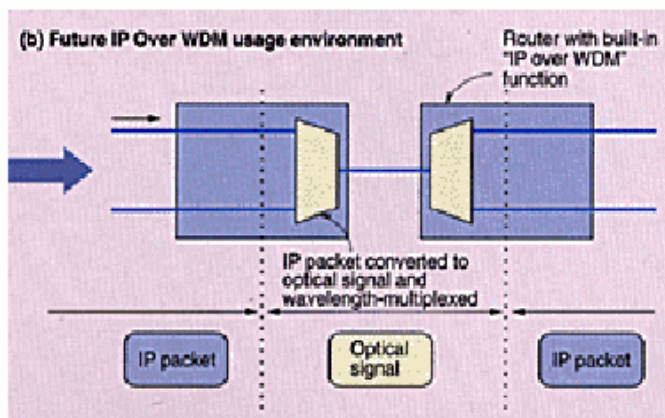 (b) Future IP Over WDM usage environment
Router with built-in
"IP over WDM"
function
IP packet converted to
optical signal and
wavelength-multiplexed
IP packet
Optical
signal
IP packet